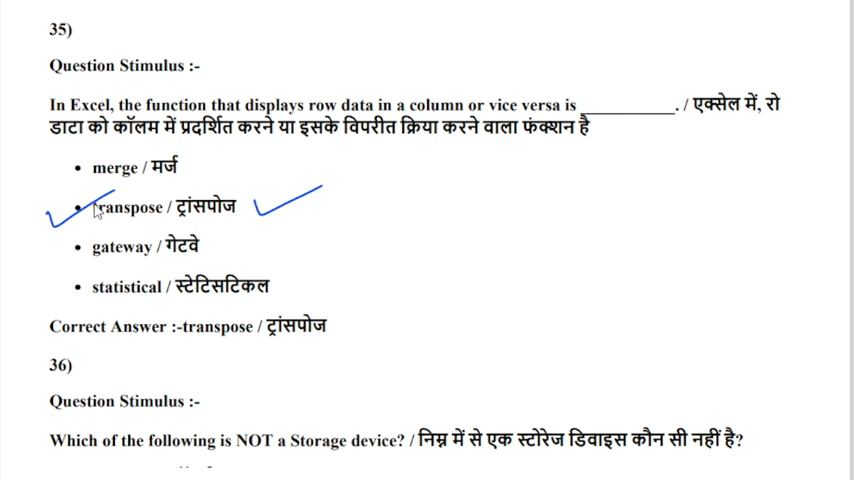 35)
Question Stimulus :-
In Excel, the function that displays row data in a column or vice versa is ____________. / एक्सेल में, रो
डाटा को कॉलम में प्रदर्शित करने या इसके विपरीत क्रिया करने वाला फंक्शन है
• merge / मर्ज
• transpose / ट्रांसपोज
• gateway / गेटवे
• statistical / स्टेटिसटिकल
Correct Answer :-transpose / ट्रांसपोज
36)
Question Stimulus :-
Which of the following is NOT a Storage device? / निम्न में से एक स्टोरेज डिवाइस कौन सी नहीं है?